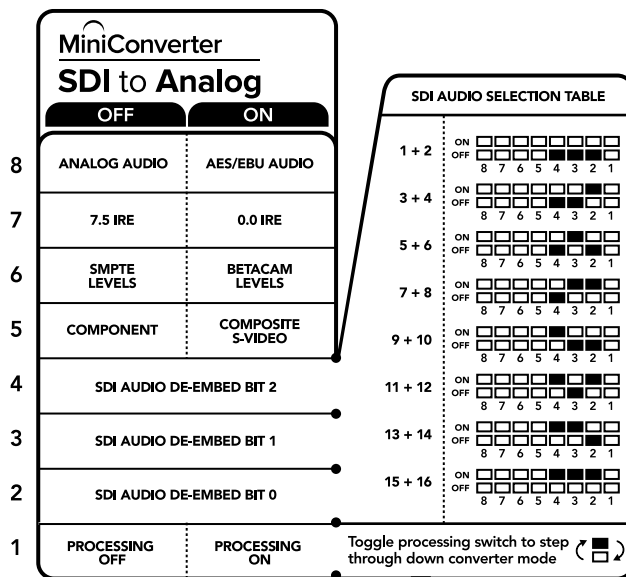 MiniConverter
SDI to Analog
OFF ON
8 ANALOG AUDIO AES/EBU AUDIO
7 7.5 IRE 0.0 IRE
6 SMPTE LEVELS BETACAM LEVELS
5 COMPONENT COMPOSITE S-VIDEO
4 SDI AUDIO DE-EMBED BIT 2
3 SDI AUDIO DE-EMBED BIT 1
2 SDI AUDIO DE-EMBED BIT 0
1 PROCESSING OFF PROCESSING ON
SDI AUDIO SELECTION TABLE
1 + 2
ON
OFF
8 7 6 5 4 3 2 1
3 + 4
ON
OFF
8 7 6 5 4 3 2 1
5 + 6
ON
OFF
8 7 6 5 4 3 2 1
7 + 8
ON
OFF
8 7 6 5 4 3 2 1
9 + 10
ON
OFF
8 7 6 5 4 3 2 1
11 + 12
ON
OFF
8 7 6 5 4 3 2 1
13 + 14
ON
OFF
8 7 6 5 4 3 2 1
15 + 16
ON
OFF
8 7 6 5 4 3 2 1
Toggle processing switch to step
through down converter mode